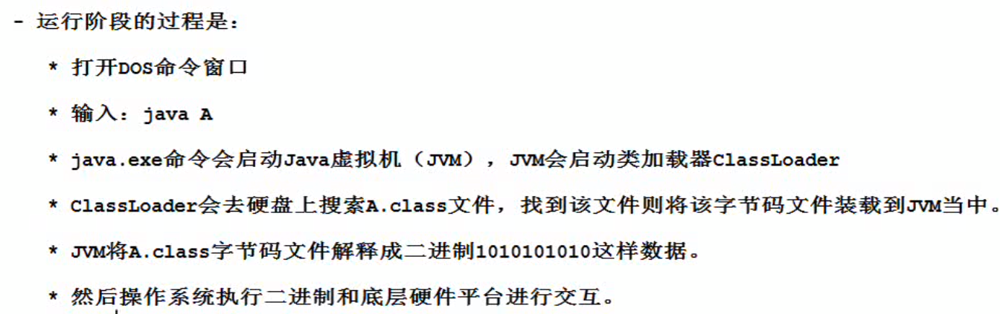 - 运行阶段的过程是：
* 打开DOS命令窗口
* 输入：java A
* java.exe命令会启动Java虚拟机（JVM），JVM会启动类加载器ClassLoader
* ClassLoader会去硬盘上搜索A.class文件，找到该文件则将该字节码文件装载到JVM当中。
* JVM将A.class字节码文件解释成二进制1010101010这样数据。
* 然后操作系统执行二进制和底层硬件平台进行交互。